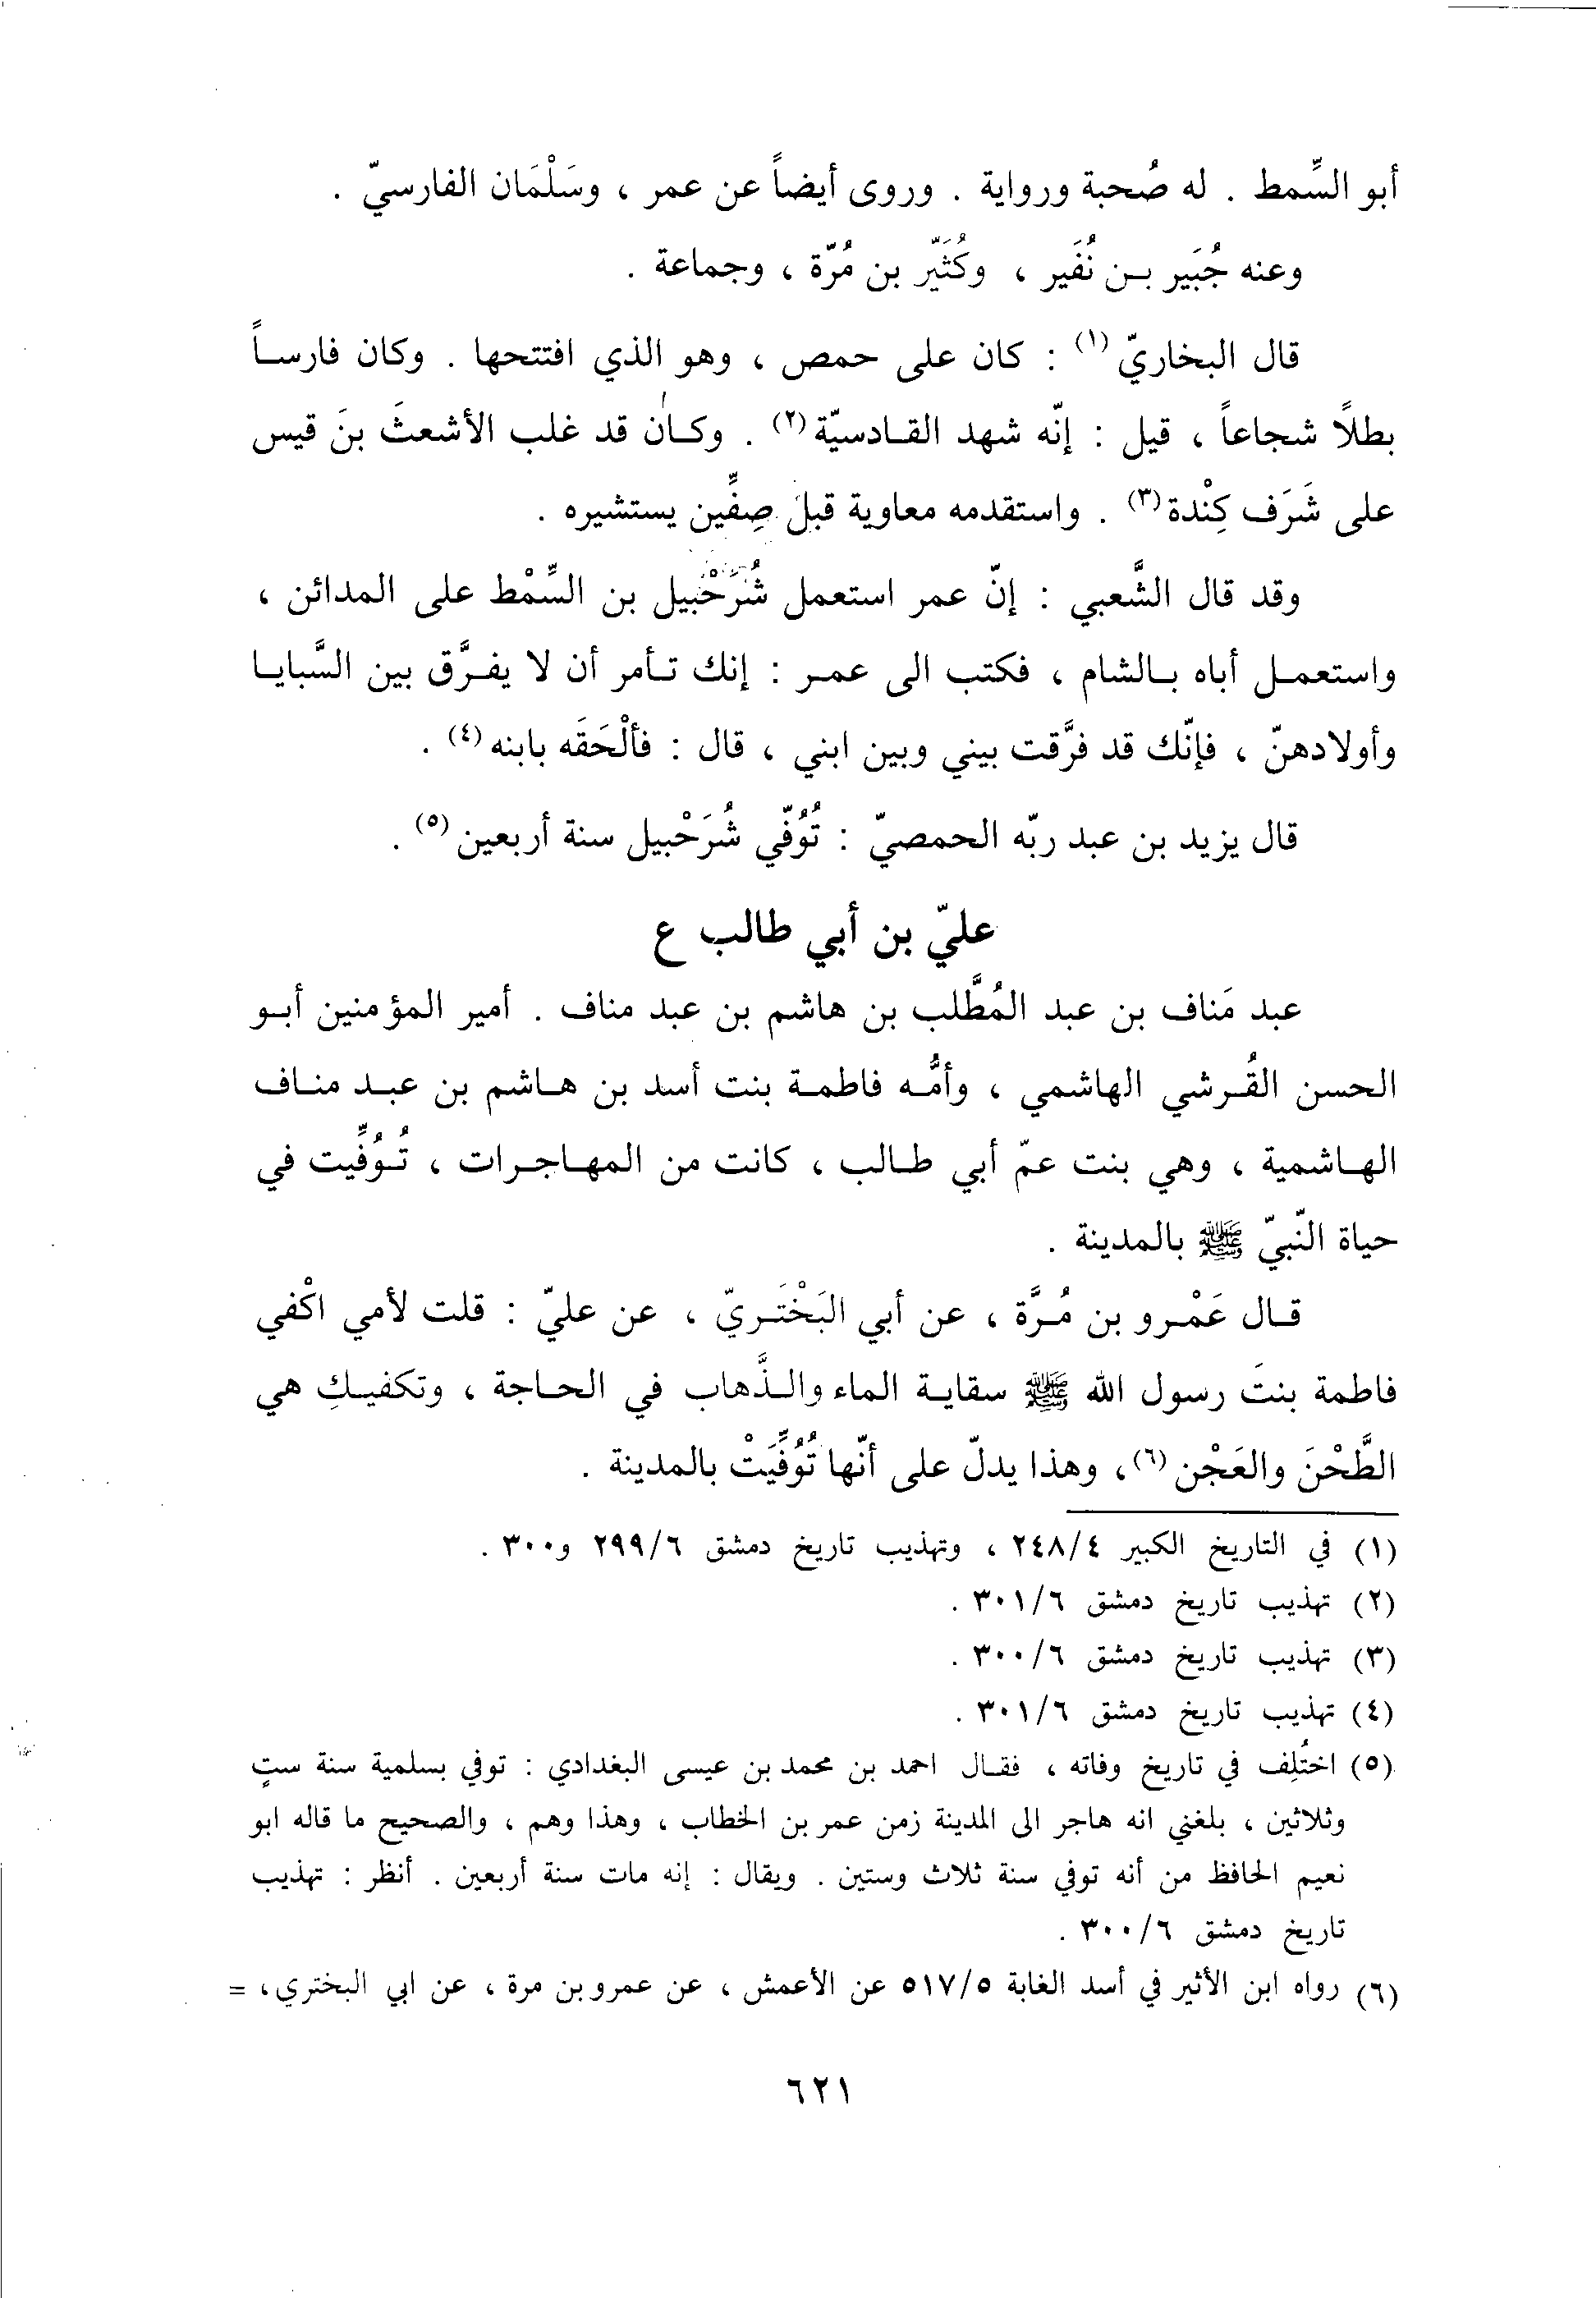 أبو السِّمط . له صُحبة ورواية . وروى أيضاً عن عمر ، وسَلْمَان الفارسيّ .
وعنه جُبَير بن نُفَير ، وكُثَيّر بن مُرّة ، وجماعة .
قال البخاريّ (١) : كان على حمص ، وهو الذي افتتحها . وكان فارساً
بطلاً شجاعاً ، قيل : إنّه شهد القادسيّة (٢) . وكان قد غلب الأشعثَ بنَ قيس
على شَرَف كِنْدة (٣) . واستقدمه معاوية قبلَ صِفِّين يستشيره .
وقد قال الشَّعبي : إنّ عمر استعمل شُرَحْبيل بن السِّمْط على المدائن ،
واستعمل أباه بالشام ، فكتب الى عمر : إنك تأمر أن لا يفرَّق بين السَّبايا
وأولادهنّ ، فإنّك قد فرَّقت بيني وبين ابني ، قال : فألْحَقَه بابنه (٤) .
قال يزيد بن عبد ربّه الحمصيّ : تُوُفّي شُرَحْبيل سنة أربعين (٥) .
عليّ بن أبي طالب ع
عبد مَناف بن عبد المُطَّلب بن هاشم بن عبد مناف . أمير المؤمنين أبو
الحسن القُرشي الهاشمي ، وأمُّه فاطمة بنت أسد بن هاشم بن عبد مناف
الهاشمية ، وهي بنت عمّ أبي طالب ، كانت من المهاجرات ، تُوُفِّيت في
حياة النّبيّ ﷺ بالمدينة .
قال عَمْرو بن مُرَّة ، عن أبي البَخْتَريّ ، عن عليّ : قلت لأمي اكْفي
فاطمة بنتَ رسول الله ﷺ سقاية الماء والذَّهاب في الحاجة ، وتكفيكِ هي
الطَّحْنَ والعَجْن (٦) ، وهذا يدلّ على أنّها تُوُفِّيَتْ بالمدينة .
(١) في التاريخ الكبير ٢٤٨/٤ ، وتهذيب تاريخ دمشق ٢٩٩/٦ و٣٠٠ .
(٢) تهذيب تاريخ دمشق ٣٠١/٦ .
(٣) تهذيب تاريخ دمشق ٣٠٠/٦ .
(٤) تهذيب تاريخ دمشق ٣٠١/٦ .
(٥) اختُلِف في تاريخ وفاته ، فقال احمد بن محمد بن عيسى البغدادي : توفي بسلمية سنة ستٍ
وثلاثين ، بلغني انه هاجر الى المدينة زمن عمر بن الخطاب ، وهذا وهم ، والصحيح ما قاله ابو
نعيم الحافظ من أنه توفي سنة ثلاث وستين . ويقال : إنه مات سنة أربعين . أنظر : تهذيب
تاريخ دمشق ٣٠٠/٦ .
(٦) رواه ابن الأثير في أسد الغابة ٥١٧/٥ عن الأعمش ، عن عمرو بن مرة ، عن ابي البختري ، =
٦٢١